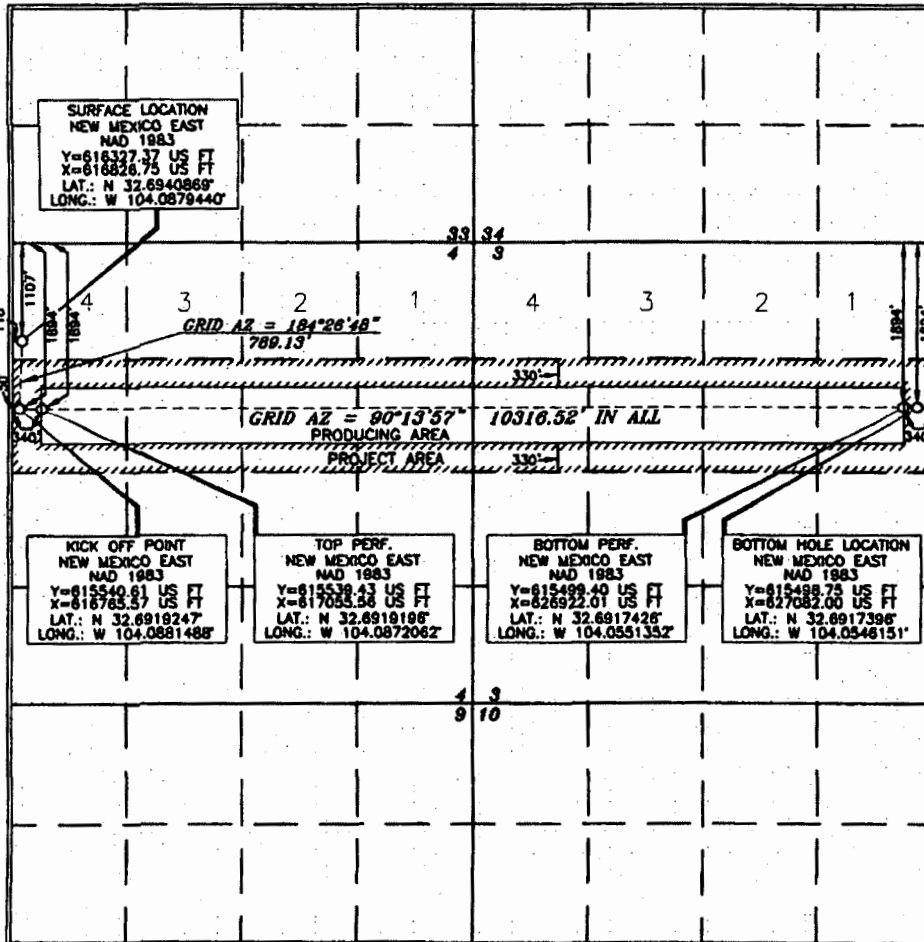 SURFACE LOCATION
NEW MEXICO EAST
NAD 1983
Y=616327.37 US FT
X=616826.75 US FT
LAT.: N 32.6940869°
LONG.: W 104.0879440°
33 34
4 3
1107'
1894'
1894'
4 3 2 1 4 3 2 1
1894'
GRID AZ = 184°26'48"
789.13'
330'
GRID AZ = 90°13'57" 10316.52' IN ALL
340'
PRODUCING AREA
PROJECT AREA
330'
KICK OFF POINT
NEW MEXICO EAST
NAD 1983
Y=615540.61 US FT
X=616765.57 US FT
LAT.: N 32.6919247°
LONG.: W 104.0881488°
TOP PERF.
NEW MEXICO EAST
NAD 1983
Y=615539.43 US FT
X=617055.56 US FT
LAT.: N 32.6919196°
LONG.: W 104.0872062°
BOTTOM PERF.
NEW MEXICO EAST
NAD 1983
Y=615499.40 US FT
X=626922.01 US FT
LAT.: N 32.6917426°
LONG.: W 104.0551352°
BOTTOM HOLE LOCATION
NEW MEXICO EAST
NAD 1983
Y=615498.75 US FT
X=627082.00 US FT
LAT.: N 32.6917396°
LONG.: W 104.0546151°
4 3
9 10